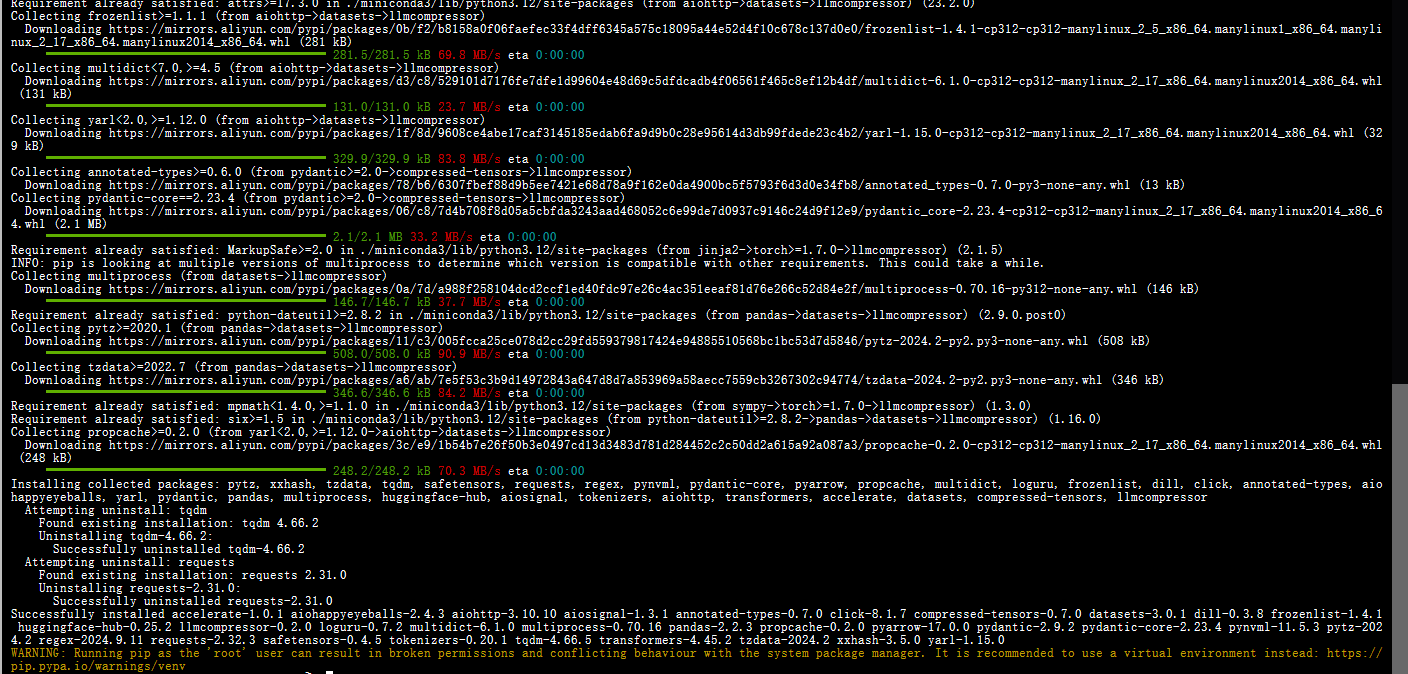 Requirement already satisfied: attrs>=17.3.0 in ./miniconda3/lib/python3.12/site-packages (from aiohttp->datasets->llmcompressor) (23.2.0)
Collecting frozenlist>=1.1.1 (from aiohttp->datasets->llmcompressor)
  Downloading https://mirrors.aliyun.com/pypi/packages/0b/f2/b8158a0f06faefec33f4dff6345a575c18095a44e52d4f10c678c137d0e0/frozenlist-1.4.1-cp312-cp312-manylinux_2_5_x86_64.manylinux1_x86_64.manyli
nux_2_17_x86_64.manylinux2014_x86_64.whl (281 kB)
281.5/281.5 kB 69.8 MB/s eta 0:00:00
Collecting multidict<7.0,>=4.5 (from aiohttp->datasets->llmcompressor)
  Downloading https://mirrors.aliyun.com/pypi/packages/d3/c8/529101d7176fe7dfe1d99604e48d69c5dfdcadb4f06561f465c8ef12b4df/multidict-6.1.0-cp312-cp312-manylinux_2_17_x86_64.manylinux2014_x86_64.whl
 (131 kB)
131.0/131.0 kB 23.7 MB/s eta 0:00:00
Collecting yarl<2.0,>=1.12.0 (from aiohttp->datasets->llmcompressor)
  Downloading https://mirrors.aliyun.com/pypi/packages/1f/8d/9608ce4abe17caf3145185edab6fa9d9b0c28e95614d3db99fdede23c4b2/yarl-1.15.0-cp312-cp312-manylinux_2_17_x86_64.manylinux2014_x86_64.whl (32
9 kB)
329.9/329.9 kB 83.8 MB/s eta 0:00:00
Collecting annotated-types>=0.6.0 (from pydantic>=2.0->compressed-tensors->llmcompressor)
  Downloading https://mirrors.aliyun.com/pypi/packages/78/b6/6307fbef88d9b5ee7421e68d78a9f162e0da4900bc5f5793f6d3d0e34fb8/annotated_types-0.7.0-py3-none-any.whl (13 kB)
Collecting pydantic-core==2.23.4 (from pydantic>=2.0->compressed-tensors->llmcompressor)
  Downloading https://mirrors.aliyun.com/pypi/packages/06/c8/7d4b708f8d05a5cbfda3243aad468052c6e99de7d0937c9146c24d9f12e9/pydantic_core-2.23.4-cp312-cp312-manylinux_2_17_x86_64.manylinux2014_x86_6
4.whl (2.1 MB)
2.1/2.1 MB 33.2 MB/s eta 0:00:00
Requirement already satisfied: MarkupSafe>=2.0 in ./miniconda3/lib/python3.12/site-packages (from jinja2->torch>=1.7.0->llmcompressor) (2.1.5)
INFO: pip is looking at multiple versions of multiprocess to determine which version is compatible with other requirements. This could take a while.
Collecting multiprocess (from datasets->llmcompressor)
  Downloading https://mirrors.aliyun.com/pypi/packages/0a/7d/a988f258104dcd2ccf1ed40fdc97e26c4ac351eeaf81d76e266c52d84e2f/multiprocess-0.70.16-py312-none-any.whl (146 kB)
146.7/146.7 kB 37.7 MB/s eta 0:00:00
Requirement already satisfied: python-dateutil>=2.8.2 in ./miniconda3/lib/python3.12/site-packages (from pandas->datasets->llmcompressor) (2.9.0.post0)
Collecting pytz>=2020.1 (from pandas->datasets->llmcompressor)
  Downloading https://mirrors.aliyun.com/pypi/packages/11/c3/005fcca25ce078d2cc29fd559379817424e94885510568bc1bc53d7d5846/pytz-2024.2-py2.py3-none-any.whl (508 kB)
508.0/508.0 kB 90.9 MB/s eta 0:00:00
Collecting tzdata>=2022.7 (from pandas->datasets->llmcompressor)
  Downloading https://mirrors.aliyun.com/pypi/packages/a6/ab/7e5f53c3b9d14972843a647d8d7a853969a58aecc7559cb3267302c94774/tzdata-2024.2-py2.py3-none-any.whl (346 kB)
346.6/346.6 kB 84.2 MB/s eta 0:00:00
Requirement already satisfied: mpmath<1.4.0,>=1.1.0 in ./miniconda3/lib/python3.12/site-packages (from sympy->torch>=1.7.0->llmcompressor) (1.3.0)
Requirement already satisfied: six>=1.5 in ./miniconda3/lib/python3.12/site-packages (from python-dateutil>=2.8.2->pandas->datasets->llmcompressor) (1.16.0)
Collecting propcache>=0.2.0 (from yarl<2.0,>=1.12.0->aiohttp->datasets->llmcompressor)
  Downloading https://mirrors.aliyun.com/pypi/packages/3c/e9/1b54b7e26f50b3e0497cd13d3483d781d284452c2c50dd2a615a92a087a3/propcache-0.2.0-cp312-cp312-manylinux_2_17_x86_64.manylinux2014_x86_64.whl
 (248 kB)
248.2/248.2 kB 70.3 MB/s eta 0:00:00
Installing collected packages: pytz, xxhash, tzdata, tqdm, safetensors, requests, regex, pynvml, pydantic-core, pyarrow, propcache, multidict, loguru, frozenlist, dill, click, annotated-types, aio
happyeyeballs, yarl, pydantic, pandas, multiprocess, huggingface-hub, aiosignal, tokenizers, aiohttp, transformers, accelerate, datasets, compressed-tensors, llmcompressor
  Attempting uninstall: tqdm
    Found existing installation: tqdm 4.66.2
    Uninstalling tqdm-4.66.2:
      Successfully uninstalled tqdm-4.66.2
  Attempting uninstall: requests
    Found existing installation: requests 2.31.0
    Uninstalling requests-2.31.0:
      Successfully uninstalled requests-2.31.0
Successfully installed accelerate-1.0.1 aiohappyeyeballs-2.4.3 aiohttp-3.10.10 aiosignal-1.3.1 annotated-types-0.7.0 click-8.1.7 compressed-tensors-0.7.0 datasets-3.0.1 dill-0.3.8 frozenlist-1.4.1
 huggingface-hub-0.25.2 llmcompressor-0.2.0 loguru-0.7.2 multidict-6.1.0 multiprocess-0.70.16 pandas-2.2.3 propcache-0.2.0 pyarrow-17.0.0 pydantic-2.9.2 pydantic-core-2.23.4 pynvml-11.5.3 pytz-202
4.2 regex-2024.9.11 requests-2.32.3 safetensors-0.4.5 tokenizers-0.20.1 tqdm-4.66.5 transformers-4.45.2 tzdata-2024.2 xxhash-3.5.0 yarl-1.15.0
WARNING: Running pip as the 'root' user can result in broken permissions and conflicting behaviour with the system package manager. It is recommended to use a virtual environment instead: https://
pip.pypa.io/warnings/venv